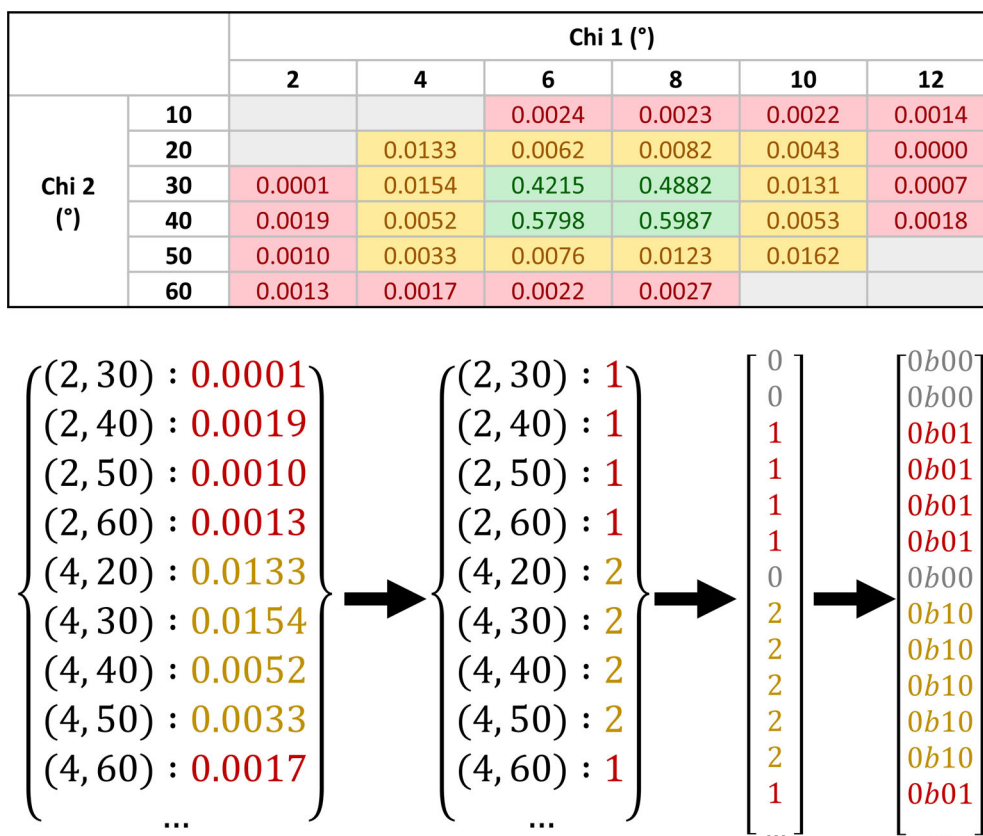 Chi 1 (°)
2 4 6 8 10 12
Chi 2 (°)
10 0.0024 0.0023 0.0022 0.0014
20 0.0133 0.0062 0.0082 0.0043 0.0000
30 0.0001 0.0154 0.4215 0.4882 0.0131 0.0007
40 0.0019 0.0052 0.5798 0.5987 0.0053 0.0018
50 0.0010 0.0033 0.0076 0.0123 0.0162
60 0.0013 0.0017 0.0022 0.0027
(2, 30) : 0.0001
(2, 40) : 0.0019
(2, 50) : 0.0010
(2, 60) : 0.0013
(4, 20) : 0.0133
(4, 30) : 0.0154
(4, 40) : 0.0052
(4, 50) : 0.0033
(4, 60) : 0.0017
...
(2, 30) : 1
(2, 40) : 1
(2, 50) : 1
(2, 60) : 1
(4, 20) : 2
(4, 30) : 2
(4, 40) : 2
(4, 50) : 2
(4, 60) : 1
...
0
0
1
1
1
1
0
2
2
2
2
2
1
...
0b00
0b00
0b01
0b01
0b01
0b01
0b00
0b10
0b10
0b10
0b10
0b10
0b01
...